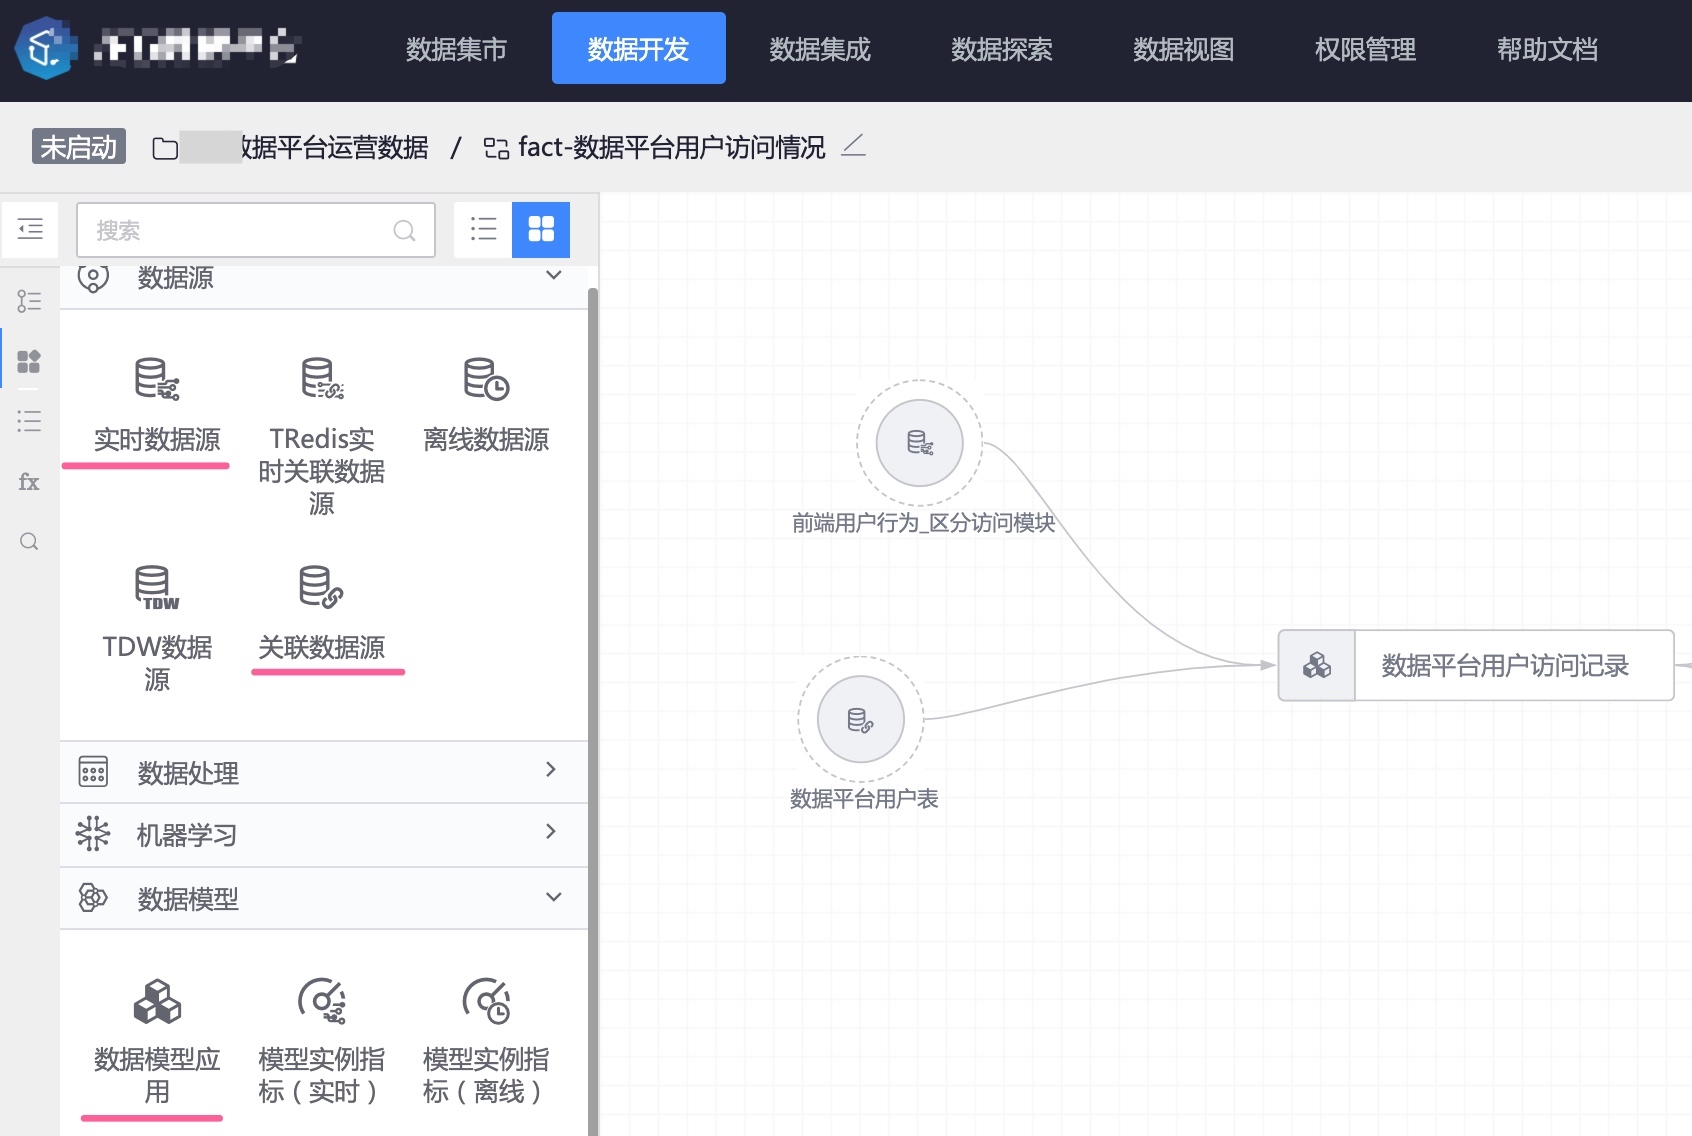 数据集市
数据开发
数据集成
数据探索
数据视图
权限管理
帮助文档
未启动
数据平台运营数据 / fact-数据平台用户访问情况
搜索
数据源
实时数据源
TRedis实
时关联数据
源
离线数据源
TDW
TDW数据
源
关联数据源
fx
数据处理
机器学习
数据模型
数据模型应
用
模型实例指
标（实时）
模型实例指
标（离线）
前端用户行为_区分访问模块
数据平台用户表
数据平台用户访问记录